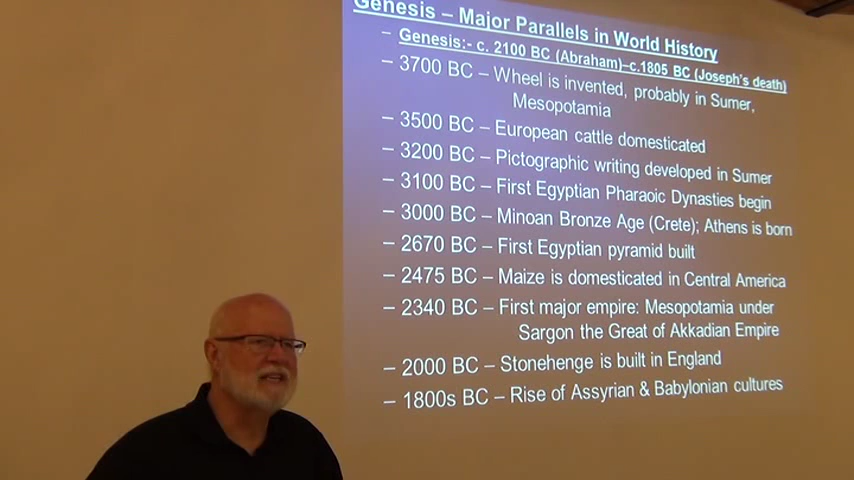 Genesis – Major Parallels in World History
– Genesis:- c. 2100 BC (Abraham)–c.1805 BC (Joseph's death)
– 3700 BC – Wheel is invented, probably in Sumer,
Mesopotamia
– 3500 BC – European cattle domesticated
– 3200 BC – Pictographic writing developed in Sumer
– 3100 BC – First Egyptian Pharaoic Dynasties begin
– 3000 BC – Minoan Bronze Age (Crete); Athens is born
– 2670 BC – First Egyptian pyramid built
– 2475 BC – Maize is domesticated in Central America
– 2340 BC – First major empire: Mesopotamia under
Sargon the Great of Akkadian Empire
– 2000 BC – Stonehenge is built in England
– 1800s BC – Rise of Assyrian & Babylonian cultures